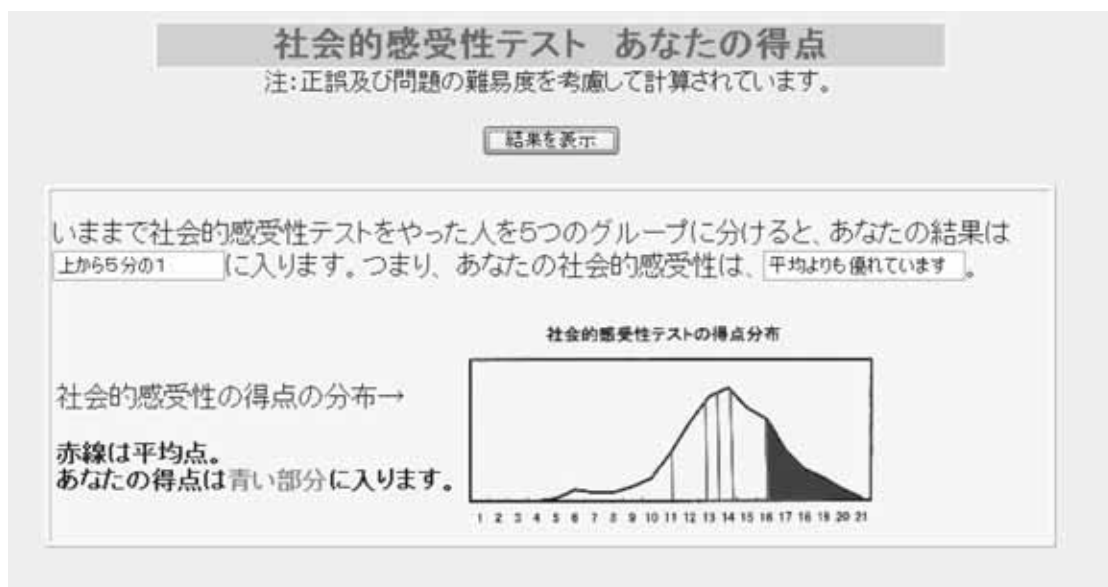 社会的感受性テスト あなたの得点
注：正誤及び問題の難易度を考慮して計算されています。
結果を表示
いままで社会的感受性テストをやった人を5つのグループに分けると、あなたの結果は
上から5分の1 に入ります。つまり、あなたの社会的感受性は、平均よりも優れています。
社会的感受性テストの得点分布
社会的感受性の得点の分布→
赤線は平均点。
あなたの得点は青い部分に入ります。
1 2 3 4 5 6 7 8 9 10 11 12 13 14 15 16 17 18 19 20 21